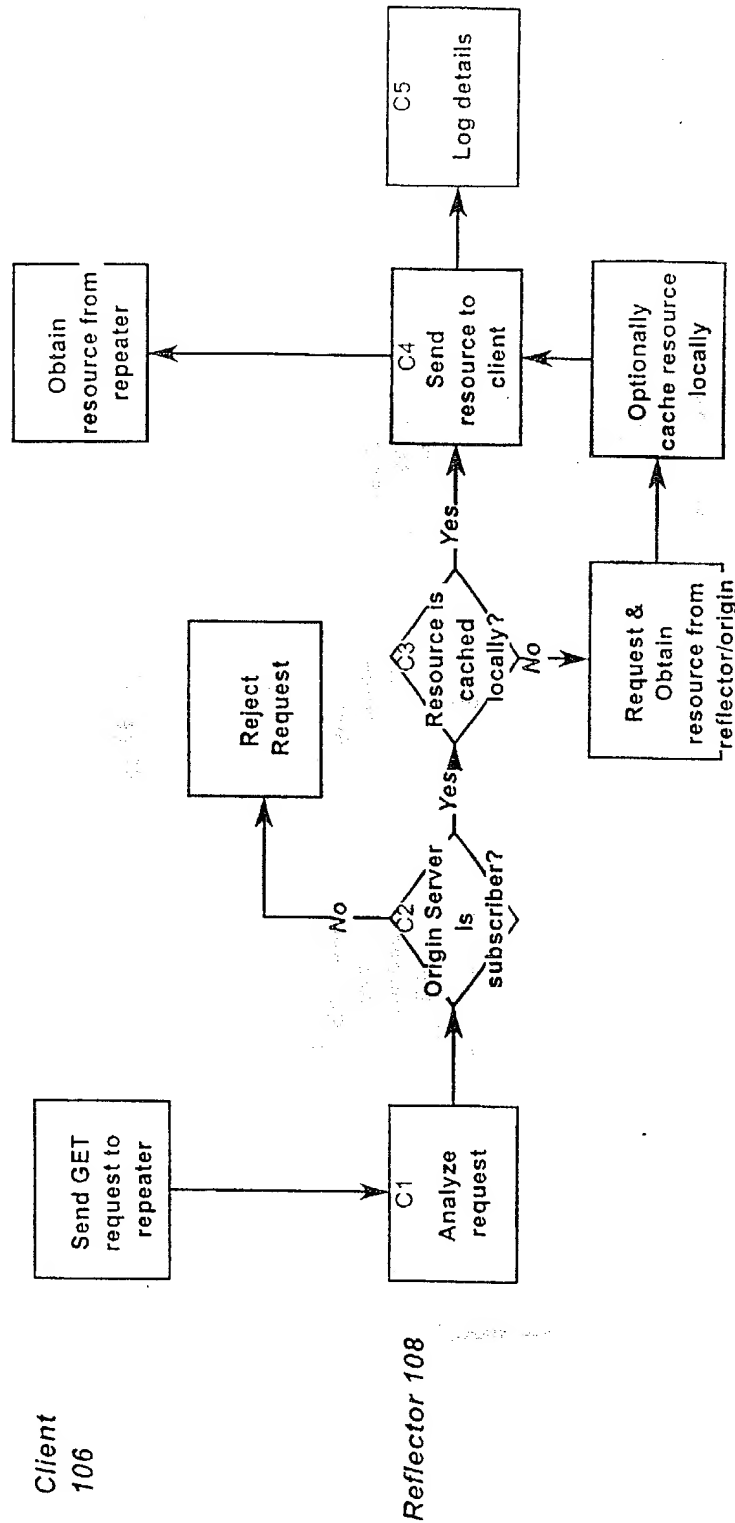 Client
106
Send GET
request to
repeater
Obtain
resource from
repeater
Reflector 108
C1
Analyze
request
C2
Origin Server
Is
subscriber?
No
Reject
Request
Yes
C3
Resource is
cached
locally?
Yes
No
Request &
Obtain
resource from
reflector/origin
Optionally
cache resource
locally
C4
Send
resource to
client
C5
Log details